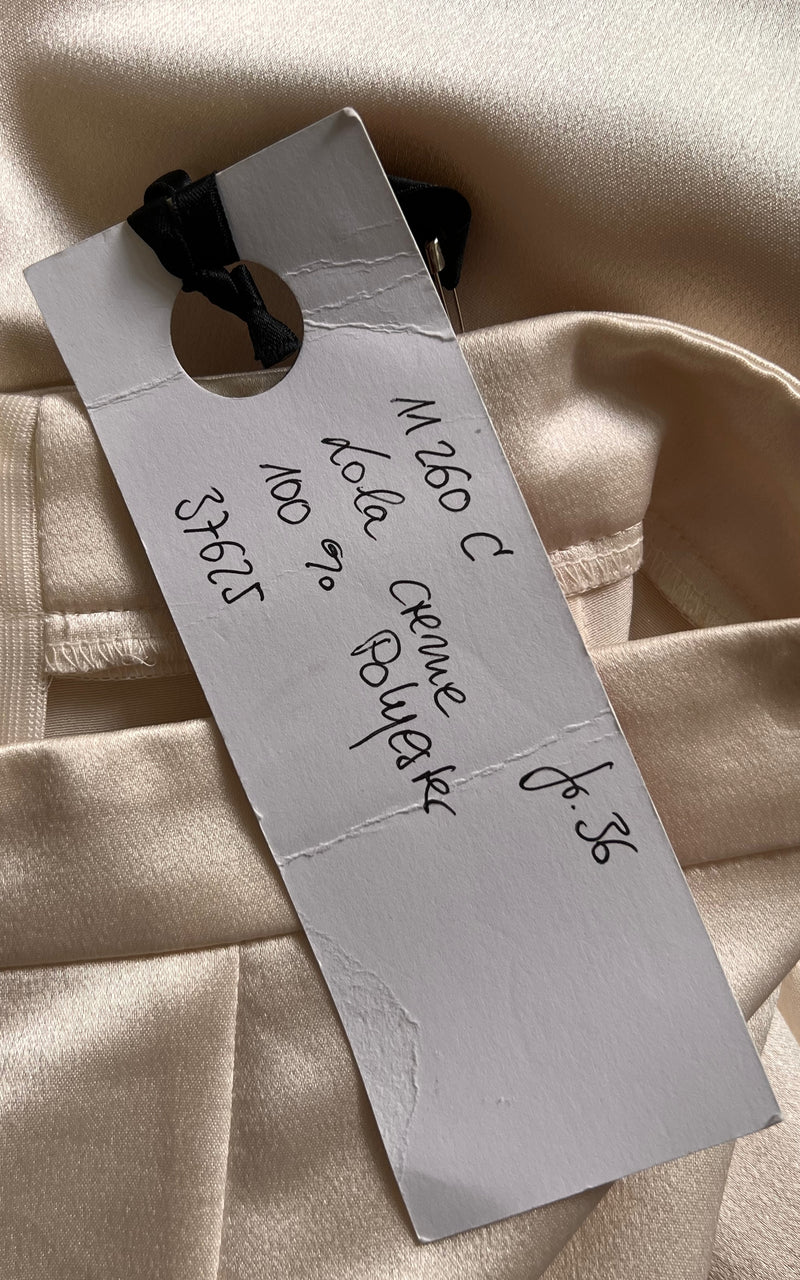 M 260 C Gr. 36
Lola creme
100 % Polyester
37625